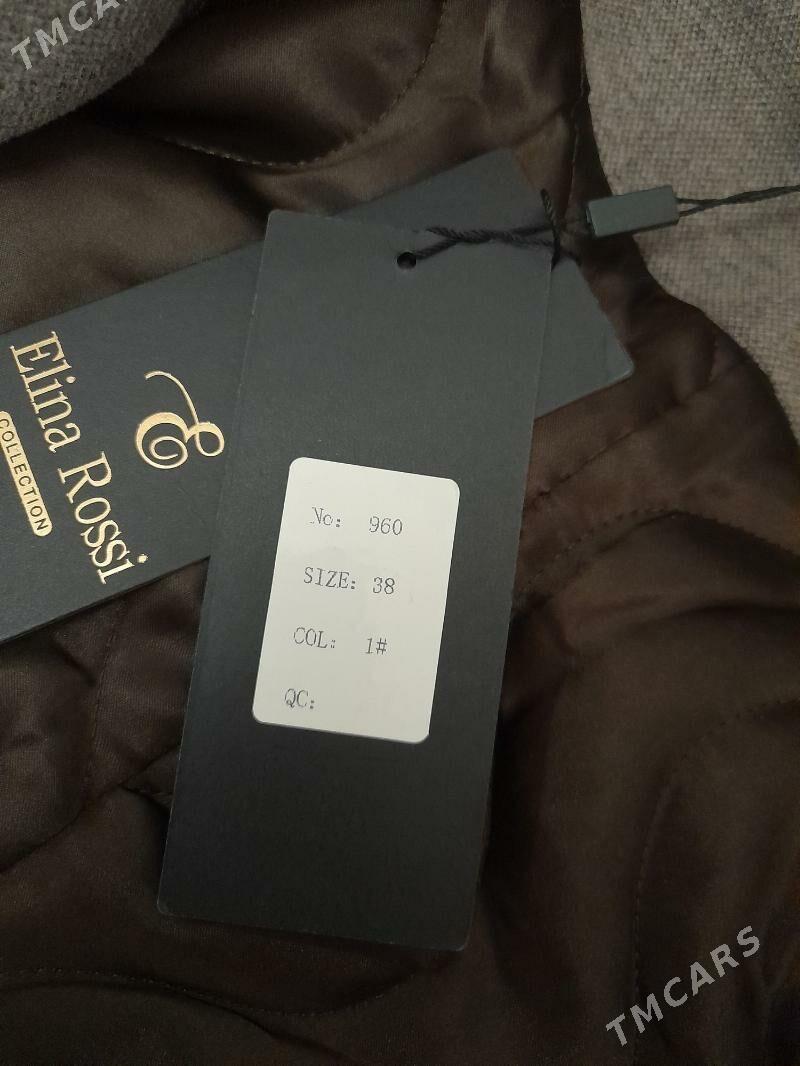 TMCARS
E
Elina Rossi
COLLECTION
No: 960
SIZE: 38
COL: 1#
QC:
TMCARS